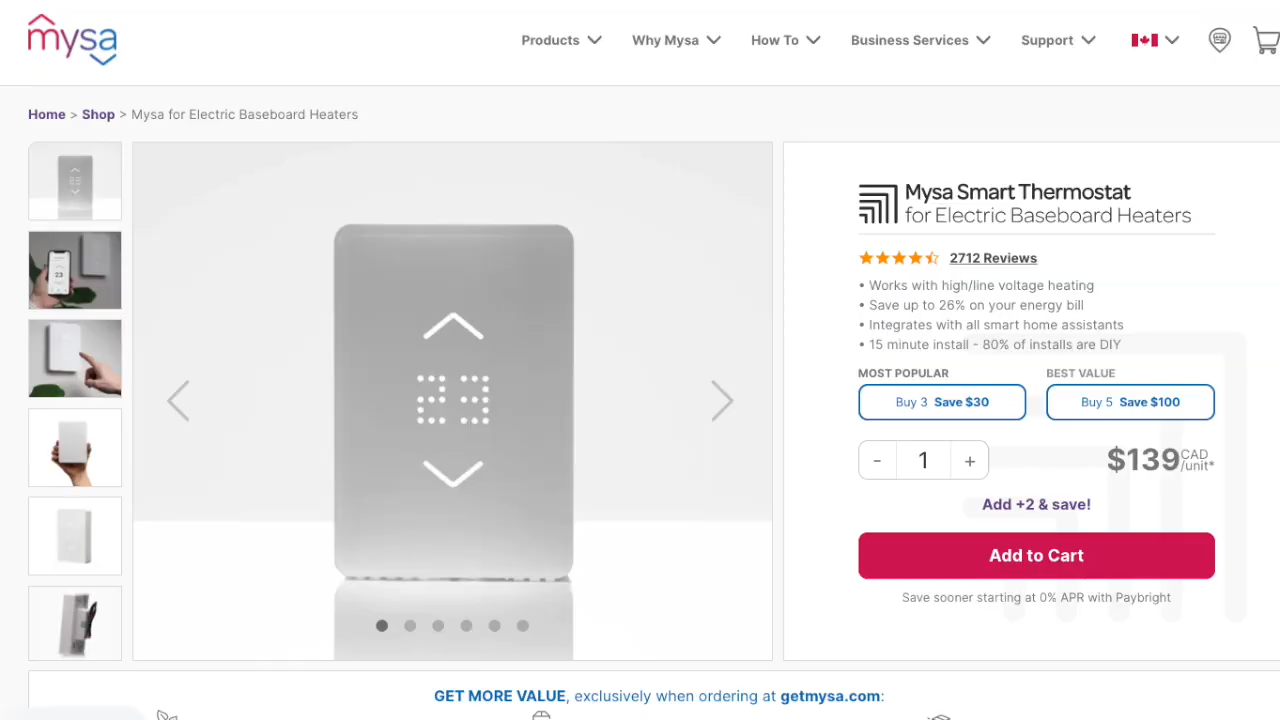 mysa
Products
Why Mysa
How To
Business Services
Support
Home > Shop > Mysa for Electric Baseboard Heaters
23
23
Mysa Smart Thermostat
for Electric Baseboard Heaters
2712 Reviews
• Works with high/line voltage heating
• Save up to 26% on your energy bill
• Integrates with all smart home assistants
• 15 minute install - 80% of installs are DIY
MOST POPULAR
BEST VALUE
Buy 3 Save $30
Buy 5 Save $100
- 1 +
$139 CAD
/unit*
Add +2 & save!
Add to Cart
Save sooner starting at 0% APR with Paybright
GET MORE VALUE, exclusively when ordering at getmysa.com: